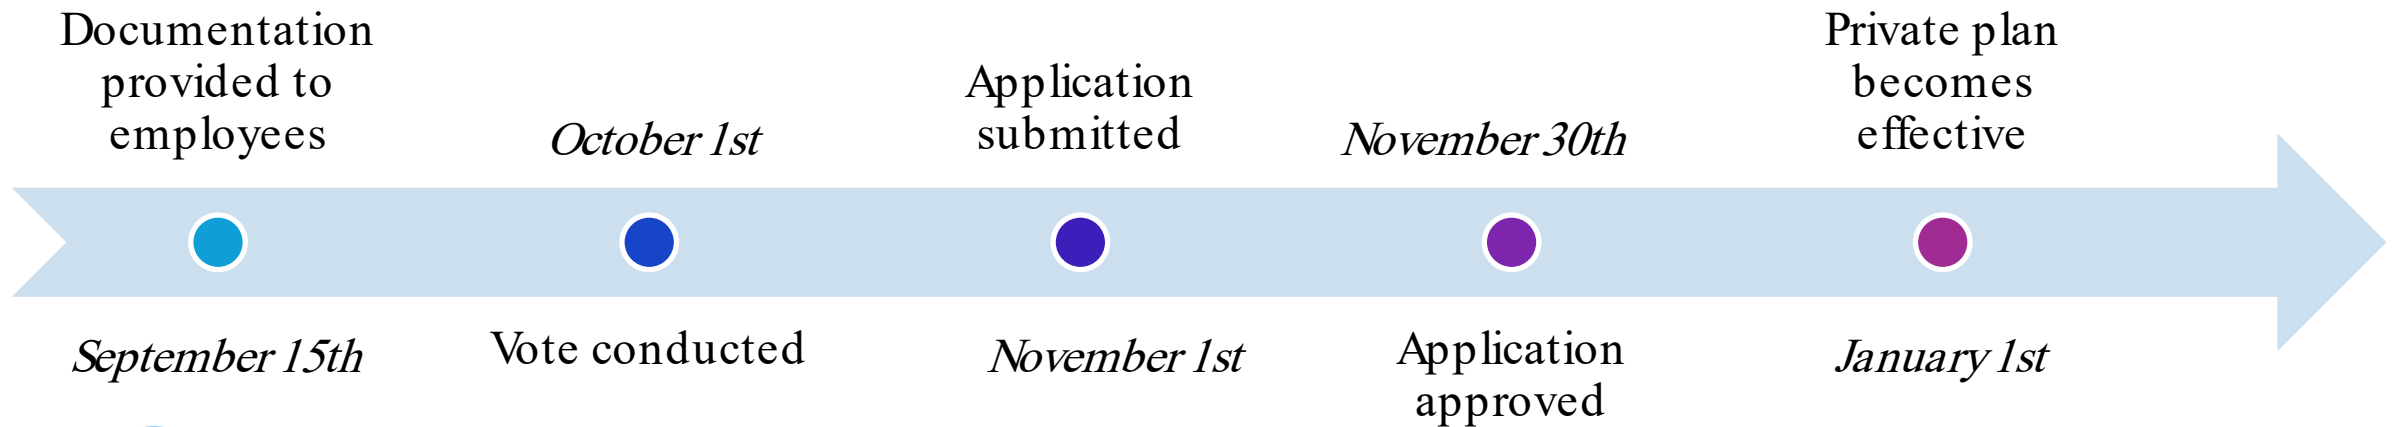 Documentation
provided to
employees
September 15th
October 1st
Vote conducted
Application
submitted
November 1st
November 30th
Application
approved
Private plan
becomes
effective
January 1st